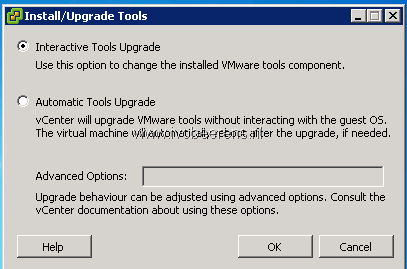 Install/Upgrade Tools
Interactive Tools Upgrade
Use this option to change the installed VMware tools component.
Automatic Tools Upgrade
vCenter will upgrade VMware tools without interacting with the guest OS.
The virtual machine will automatically reboot after the upgrade, if needed.
Advanced Options:
Upgrade behaviour can be adjusted using advanced options. Consult the
vCenter documentation about using these options.
Help
OK
Cancel